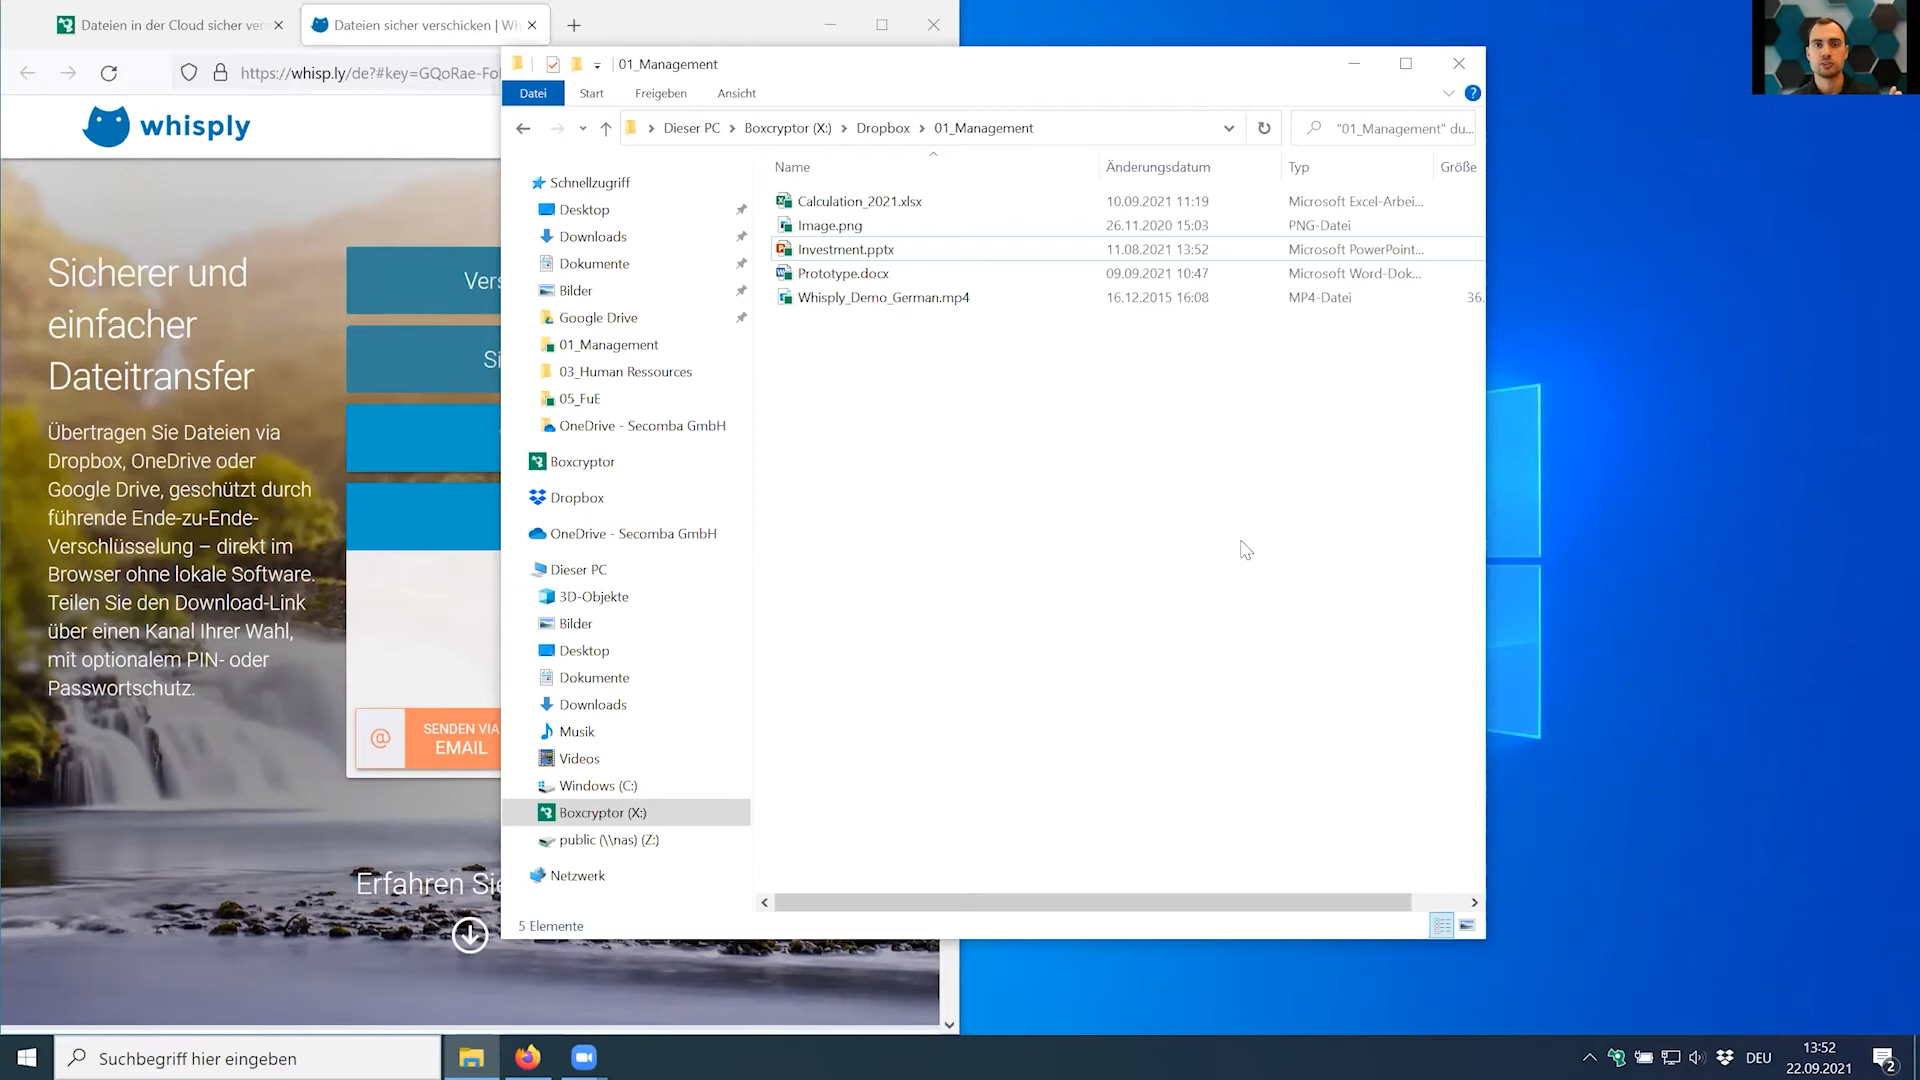 Dateien in der Cloud sicher ver
Dateien sicher verschicken | Wh
https://whisp.ly/de?#key=GQoRae-Fo
whisply
Sicherer und
einfacher
Dateitransfer
Übertragen Sie Dateien via
Dropbox, OneDrive oder
Google Drive, geschützt durch
führende Ende-zu-Ende-
Verschlüsselung – direkt im
Browser ohne lokale Software.
Teilen Sie den Download-Link
über einen Kanal Ihrer Wahl,
mit optionalem PIN- oder
Passwortschutz.
Vers
Si
@
SENDEN VIA
EMAIL
Erfahren Sie
01_Management
Datei
Start
Freigeben
Ansicht
Dieser PC
Boxcryptor (X:)
Dropbox
01_Management
"01_Management" du...
Schnellzugriff
Desktop
Downloads
Dokumente
Bilder
Google Drive
01_Management
03_Human Ressources
05_FuE
OneDrive - Secomba GmbH
Boxcryptor
Dropbox
OneDrive - Secomba GmbH
Dieser PC
3D-Objekte
Bilder
Desktop
Dokumente
Downloads
Musik
Videos
Windows (C:)
Boxcryptor (X:)
public (\\nas) (Z:)
Netzwerk
Name Änderungsdatum Typ Größe
Calculation_2021.xlsx 10.09.2021 11:19 Microsoft Excel-Arbei...
Image.png 26.11.2020 15:03 PNG-Datei
Investment.pptx 11.08.2021 13:52 Microsoft PowerPoint...
Prototype.docx 09.09.2021 10:47 Microsoft Word-Dok...
Whisply_Demo_German.mp4 16.12.2015 16:08 MP4-Datei 36.
5 Elemente
Suchbegriff hier eingeben
DEU
13:52
22.09.2021
2